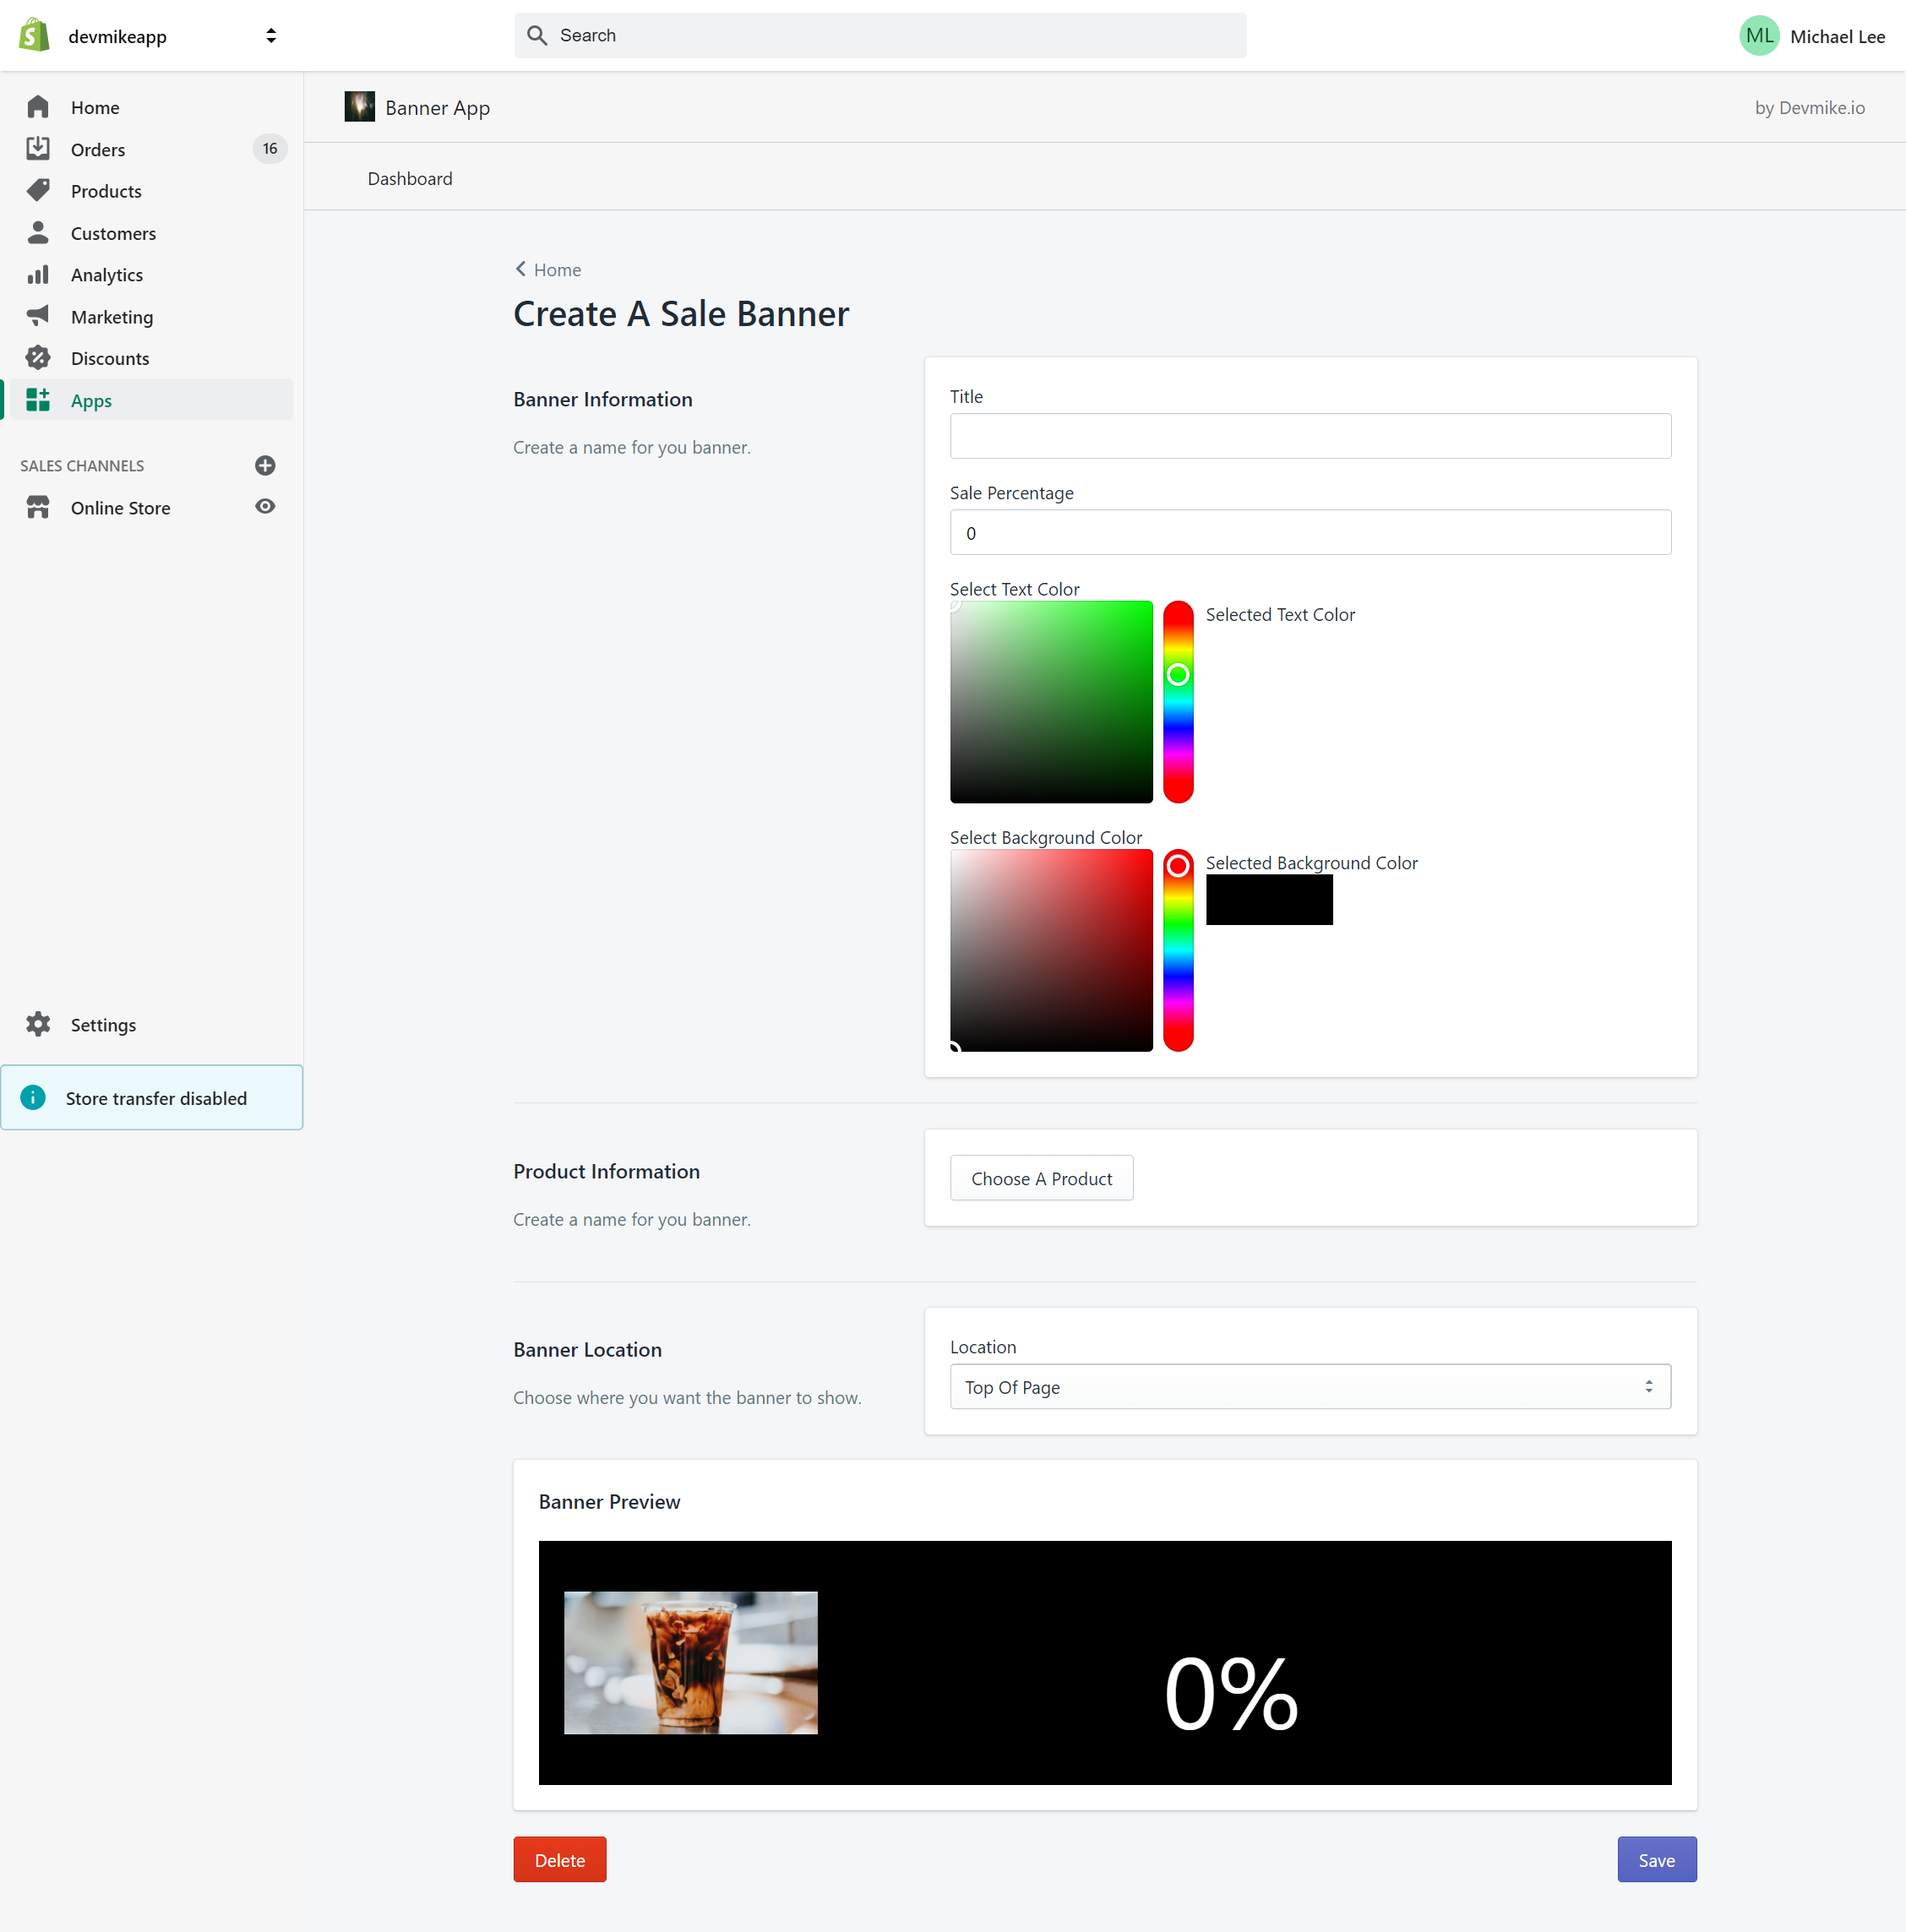 devmikeapp
Search
ML Michael Lee
Home
Orders 16
Products
Customers
Analytics
Marketing
Discounts
Apps
SALES CHANNELS
Online Store
Settings
Store transfer disabled
Banner App
by Devmike.io
Dashboard
Home
Create A Sale Banner
Banner Information
Create a name for you banner.
Title
Sale Percentage
0
Select Text Color
Selected Text Color
Select Background Color
Selected Background Color
Product Information
Create a name for you banner.
Choose A Product
Banner Location
Choose where you want the banner to show.
Location
Top Of Page
Banner Preview
0%
Delete
Save